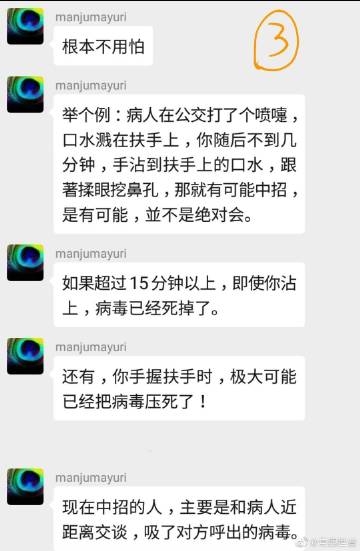 manjumayuri
根本不用怕
3
manjumayuri
举个例：病人在公交打了个喷嚏，
口水溅在扶手上，你随后不到几
分钟，手沾到扶手上的口水，跟
著揉眼挖鼻孔，那就有可能中招，
是有可能，並不是绝对会。
manjumayuri
如果超过15分钟以上，即使你沾
上，病毒已经死掉了。
manjumayuri
还有，你手握扶手时，极大可能
已经把病毒压死了！
manjumayuri
现在中招的人，主要是和病人近
距离交谈，吸了对方呼出的病毒。